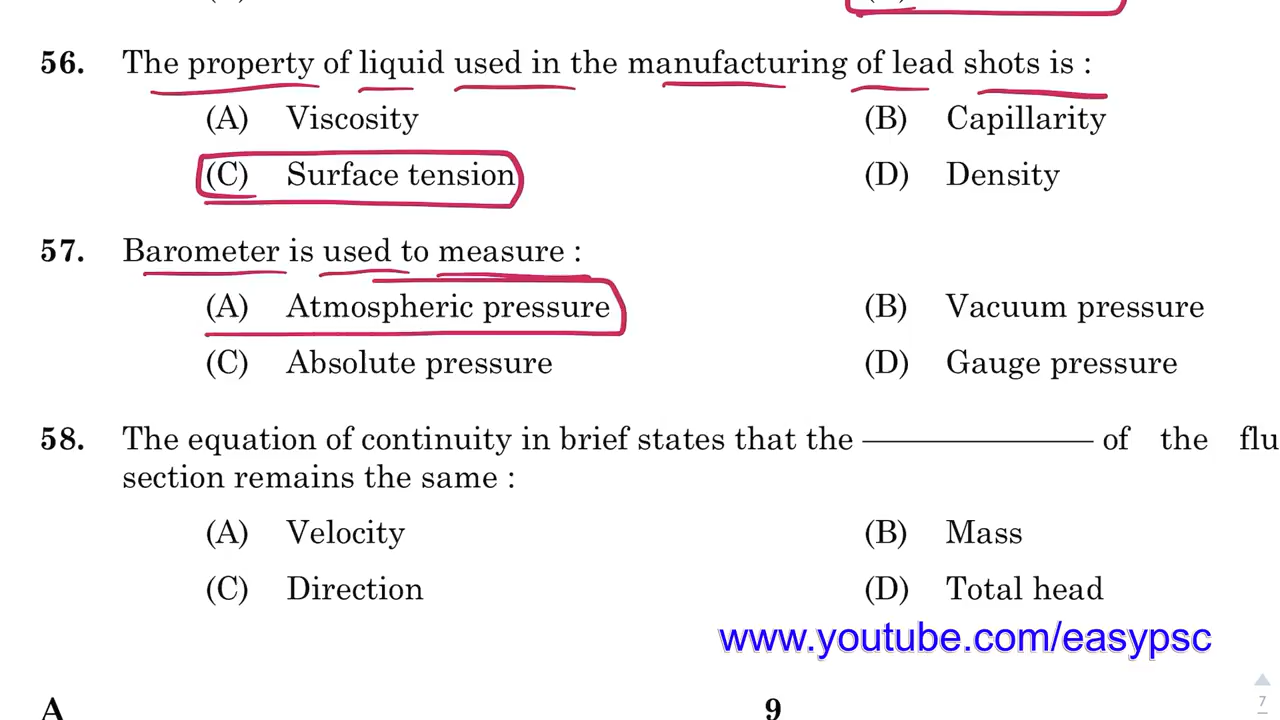 56. The property of liquid used in the manufacturing of lead shots is :
(A) Viscosity (B) Capillarity
(C) Surface tension (D) Density
57. Barometer is used to measure :
(A) Atmospheric pressure (B) Vacuum pressure
(C) Absolute pressure (D) Gauge pressure
58. The equation of continuity in brief states that the ——————— of the flu
section remains the same :
(A) Velocity (B) Mass
(C) Direction (D) Total head
www.youtube.com/easypsc
A 9
7